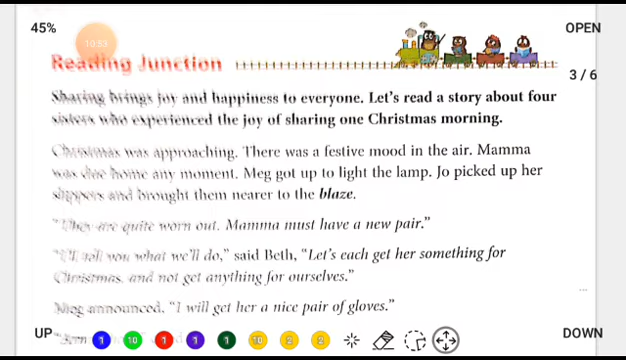 45%
OPEN
10:53
Reading Junction
3 / 6
Sharing brings joy and happiness to everyone. Let's read a story about four
sisters who experienced the joy of sharing one Christmas morning.
Christmas was approaching. There was a festive mood in the air. Mamma
was due home any moment. Meg got up to light the lamp. Jo picked up her
slippers and brought them nearer to the blaze.
"They are quite worn out. Mamma must have a new pair."
"I'll tell you what we'll do," said Beth, "Let's each get her something for
Christmas, and not get anything for ourselves."
Meg announced, "I will get her a nice pair of gloves."
UP
1 10 1 1 1 10 2 2
DOWN